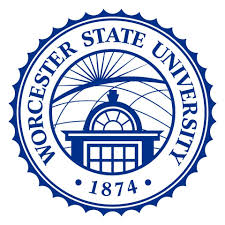 WORCESTER STATE UNIVERSITY
· 1874 ·